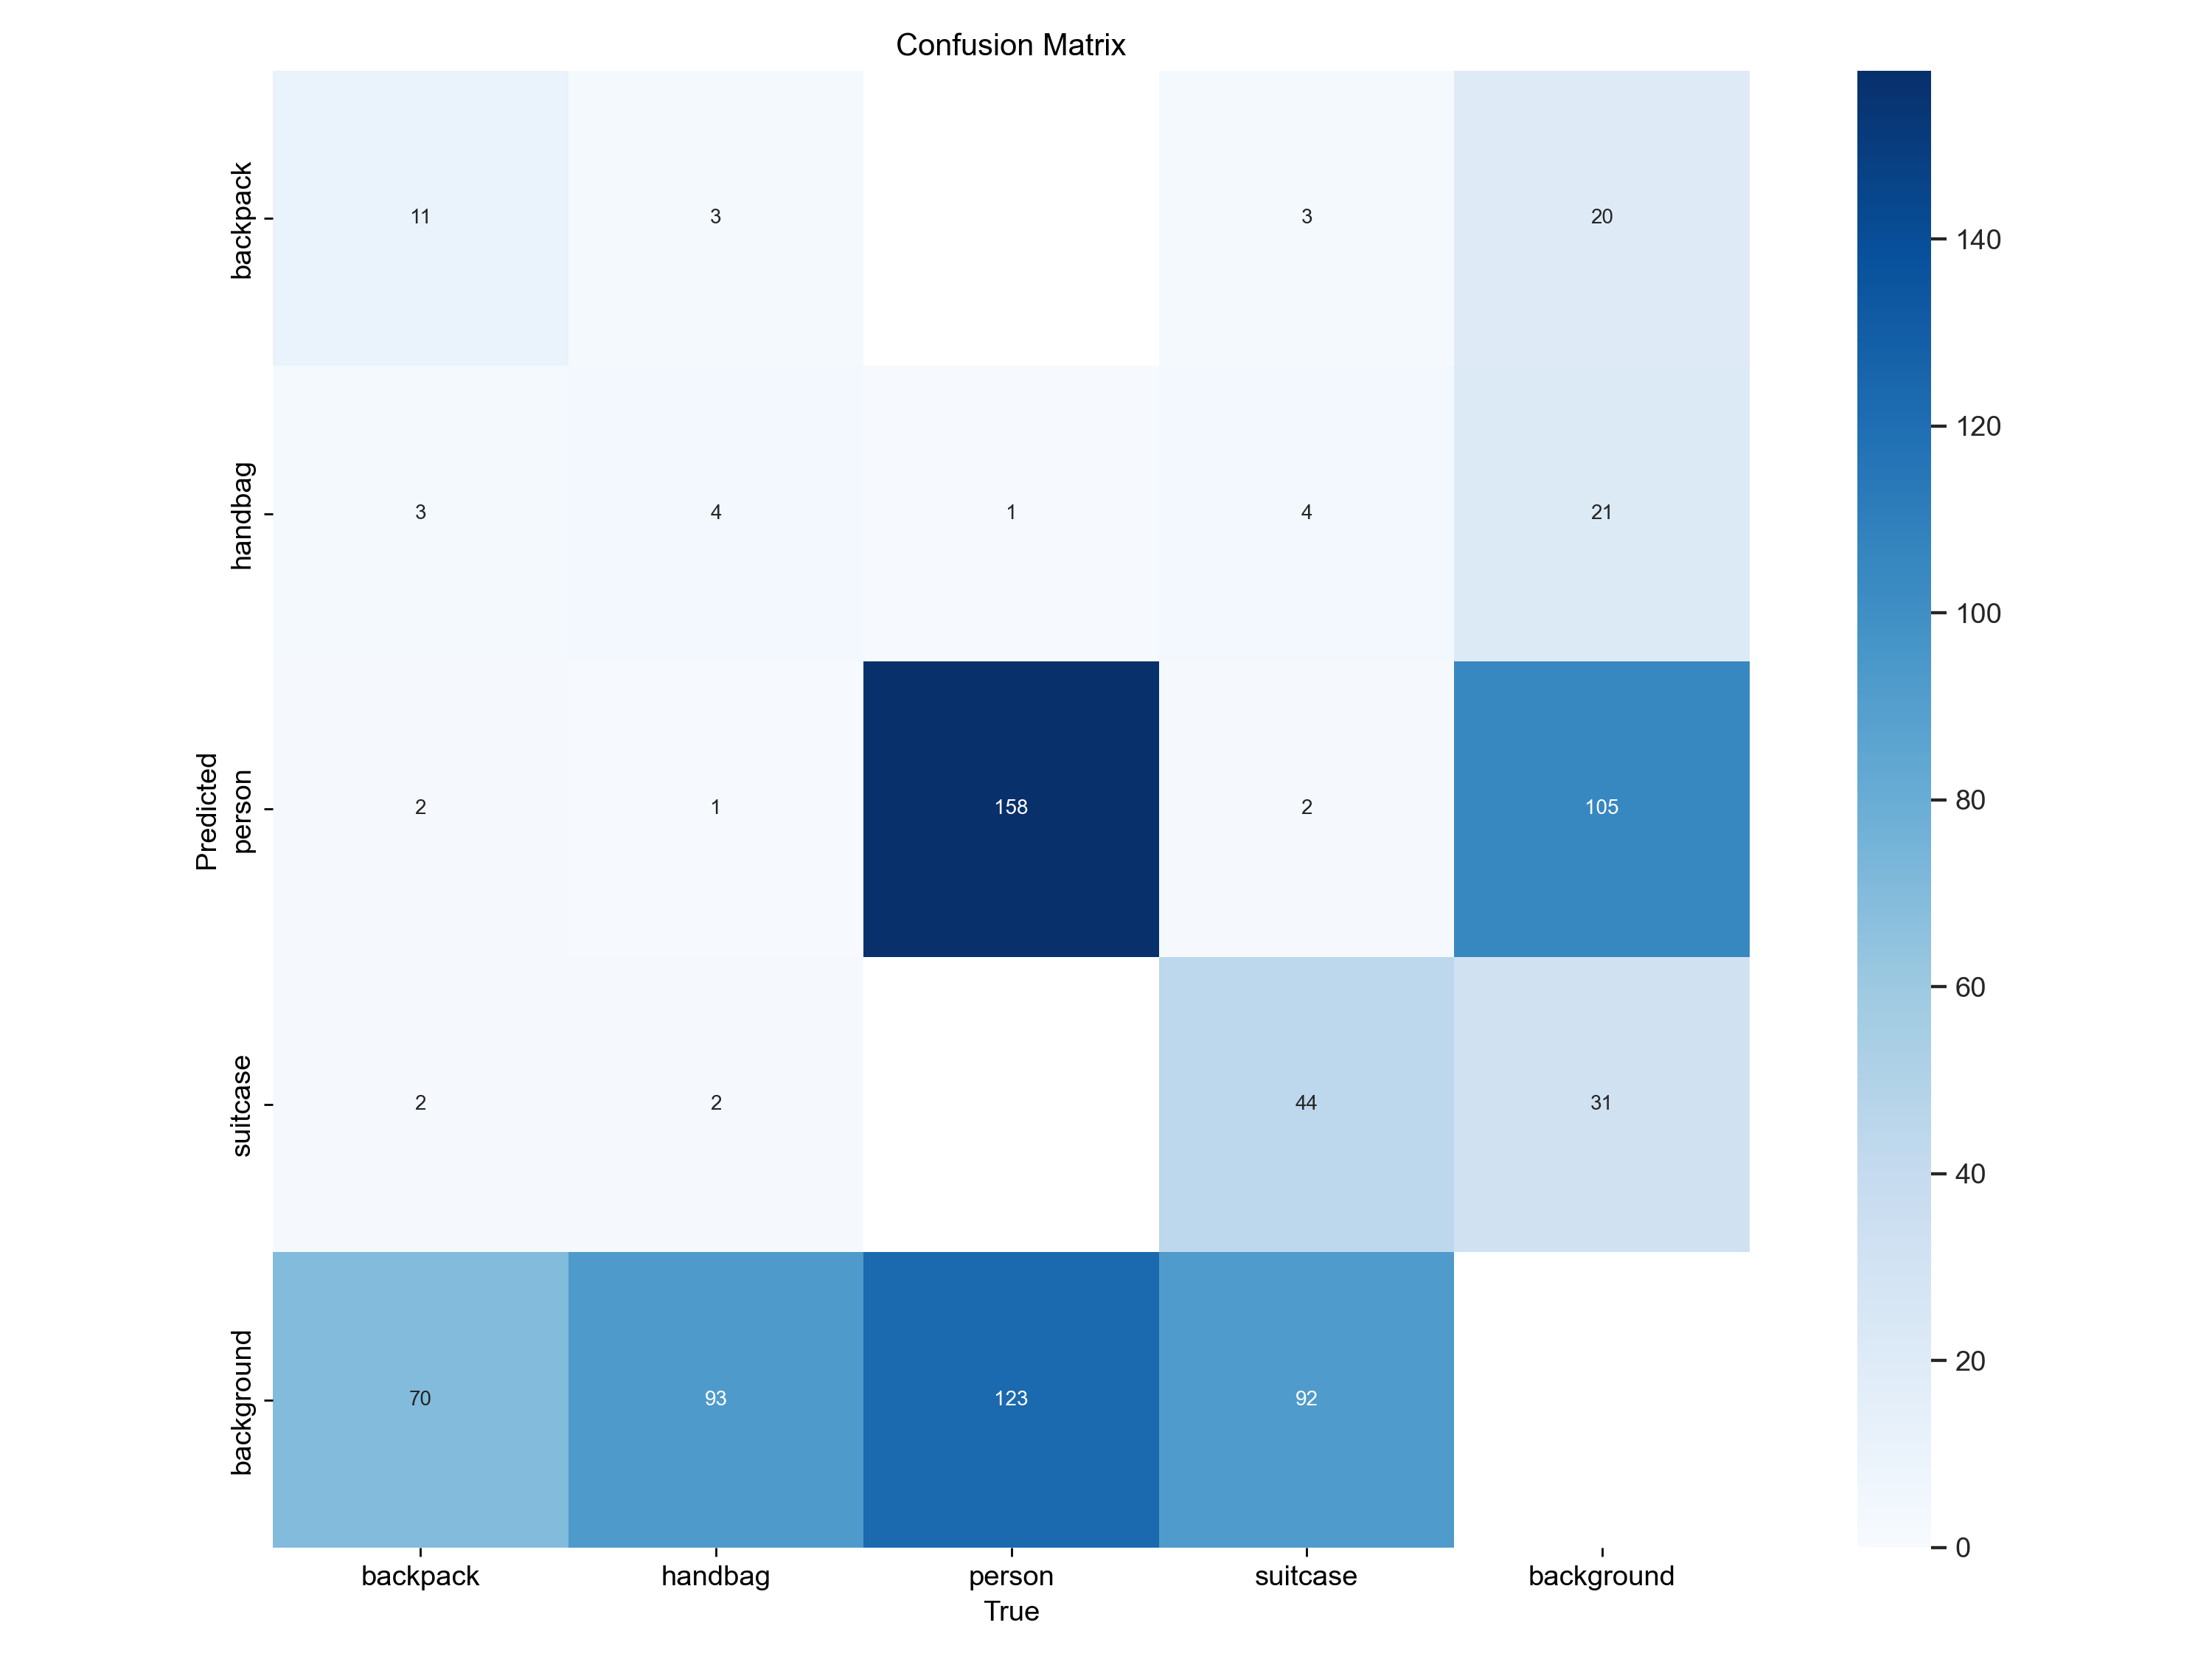 Confusion Matrix
backpack
11
3
3
20
140
120
handbag
3
4
1
4
21
100
Predicted
person
2
1
158
2
105
80
60
suitcase
2
2
44
31
40
20
background
70
93
123
92
0
backpack
handbag
person
suitcase
background
True